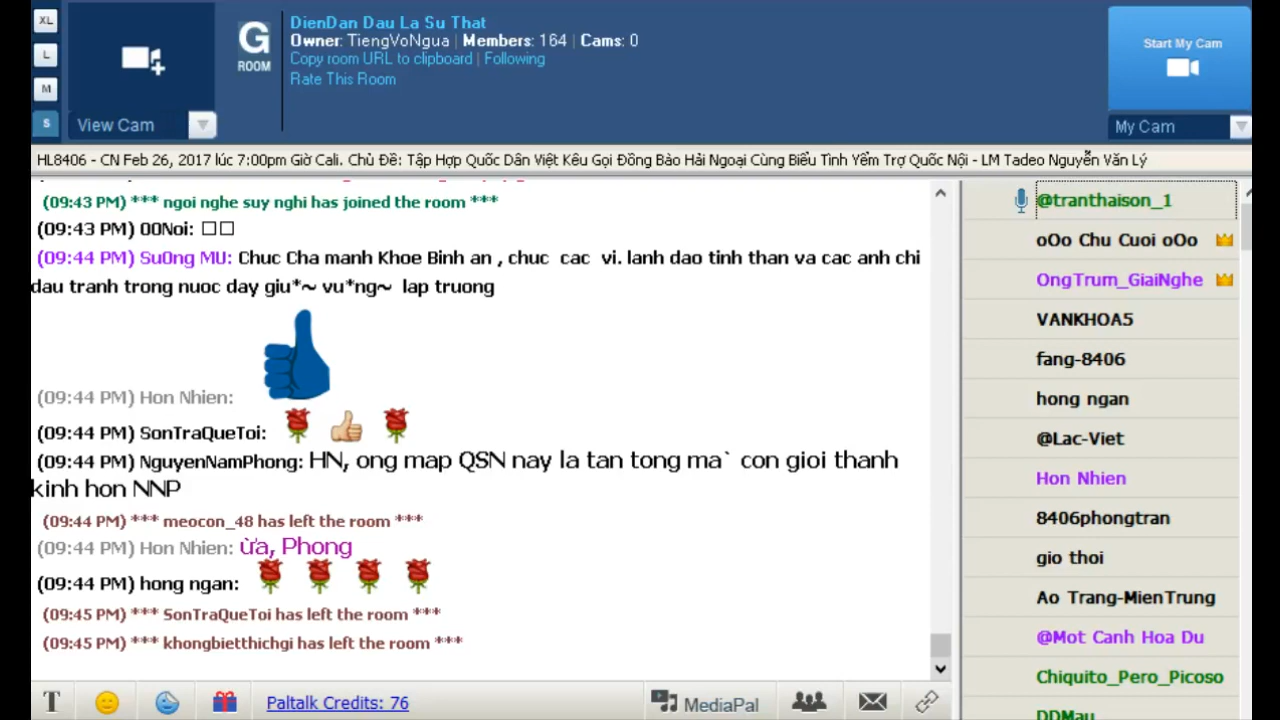 XL
L
M
S
View Cam
G
ROOM
DienDan Dau La Su That
Owner: TiengVoNgua | Members: 164 | Cams: 0
Copy room URL to clipboard | Following
Rate This Room
Start My Cam
My Cam
HL8406 - CN Feb 26, 2017 lúc 7:00pm Giờ Cali. Chủ Đề: Tập Hợp Quốc Dân Việt Kêu Gọi Đồng Bào Hải Ngoại Cùng Biểu Tình Yểm Trợ Quốc Nội - LM Tadeo Nguyễn Văn Lý
(09:43 PM) *** ngoi nghe suy nghi has joined the room ***
(09:43 PM) 00Noi: □□
(09:44 PM) Su0ng MU: Chuc Cha manh Khoe Binh an , chuc cac vi. lanh dao tinh than va cac anh chi
dau tranh trong nuoc day giu*~ vu*ng~ lap truong
(09:44 PM) Hon Nhien:
(09:44 PM) SonTraQueToi:
(09:44 PM) NguyenNamPhong: HN, ong map QSN nay la tan tong ma` con gioi thanh
kinh hon NNP
(09:44 PM) *** meocon_48 has left the room ***
(09:44 PM) Hon Nhien: ừa, Phong
(09:44 PM) hong ngan:
(09:45 PM) *** SonTraQueToi has left the room ***
(09:45 PM) *** khongbietthichgi has left the room ***
@tranthaison_1
oOo Chu Cuoi oOo
OngTrum_GiaiNghe
VANKHOA5
fang-8406
hong ngan
@Lac-Viet
Hon Nhien
8406phongtran
gio thoi
Ao Trang-MienTrung
@Mot Canh Hoa Du
Chiquito_Pero_Picoso
DDMau
T
Paltalk Credits: 76
MediaPal